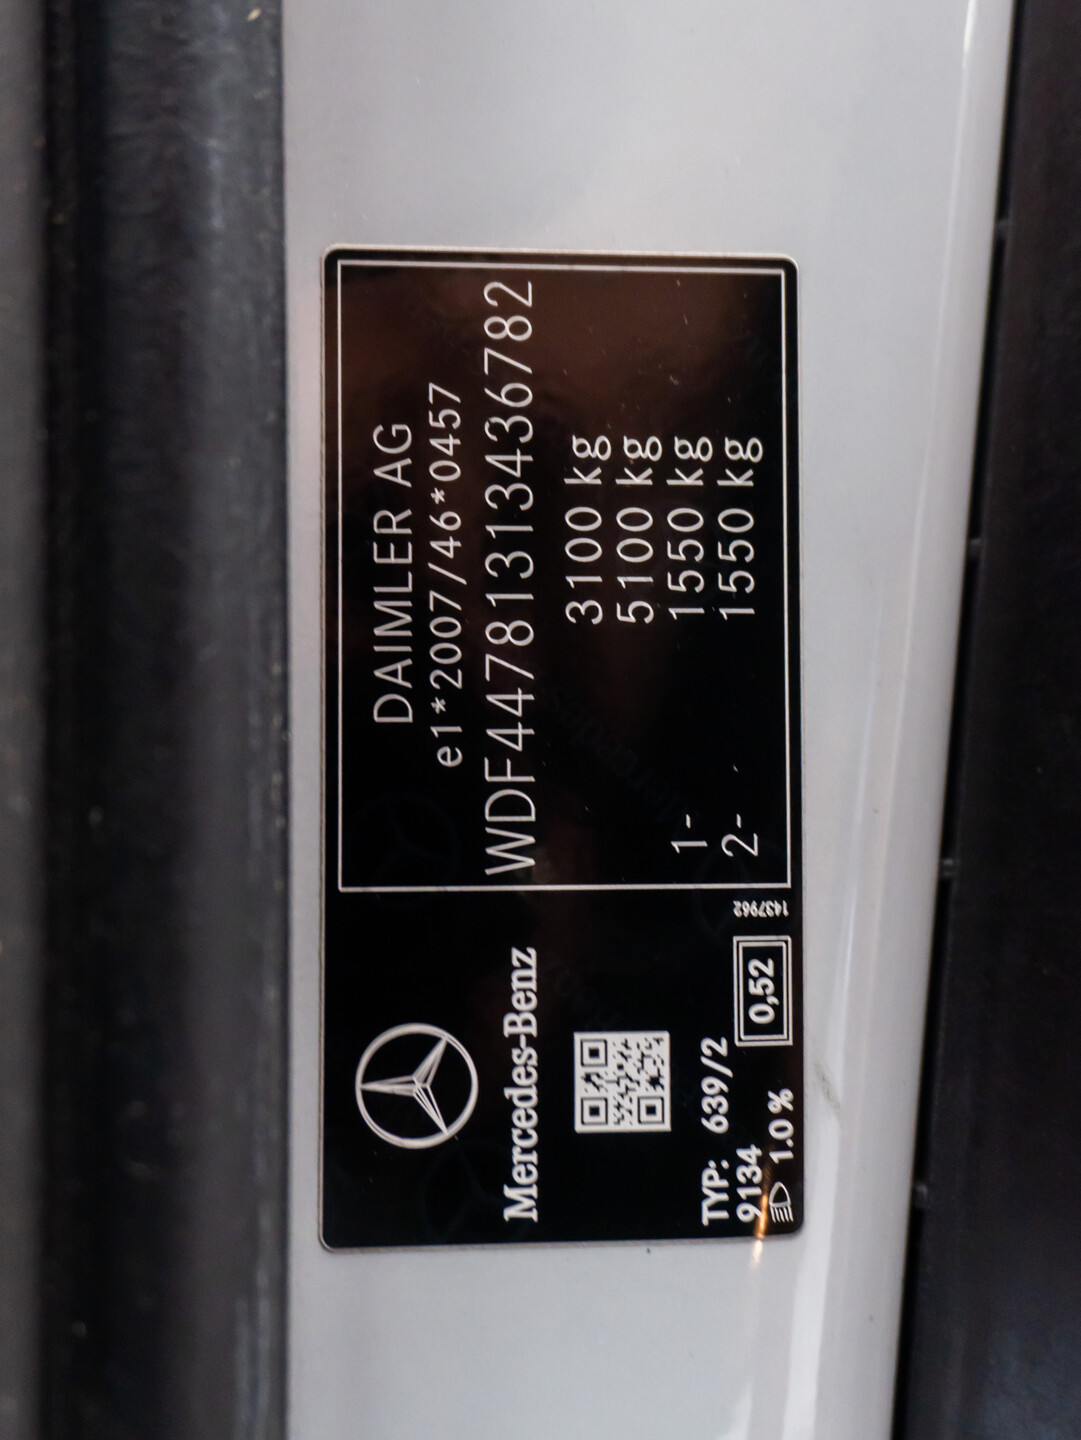 DAIMLER AG
e1*2007/46*0457
WDF44781313436782
3100 kg
5100 kg
1- 1550 kg
2- 1550 kg
Mercedes-Benz
TYP: 639/2
9134
1.0 %
0,52
1437962